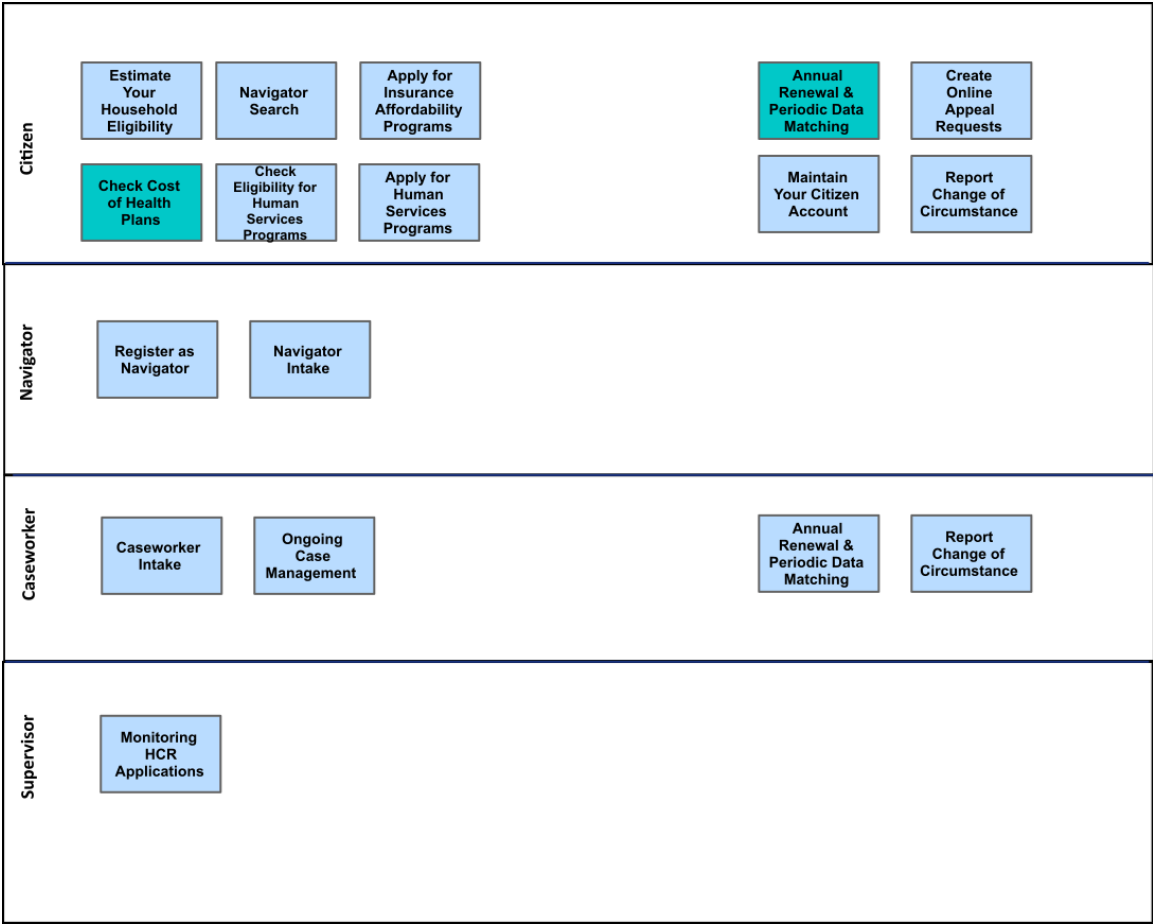 Citizen
Estimate
Your
Household
Eligibility
Navigator
Search
Apply for
Insurance
Affordability
Programs
Annual
Renewal &
Periodic Data
Matching
Create
Online
Appeal
Requests
Check Cost
of Health
Plans
Check
Eligibility for
Human
Services
Programs
Apply for
Human
Services
Programs
Maintain
Your Citizen
Account
Report
Change of
Circumstance
Navigator
Register as
Navigator
Navigator
Intake
Caseworker
Caseworker
Intake
Ongoing
Case
Management
Annual
Renewal &
Periodic Data
Matching
Report
Change of
Circumstance
Supervisor
Monitoring
HCR
Applications